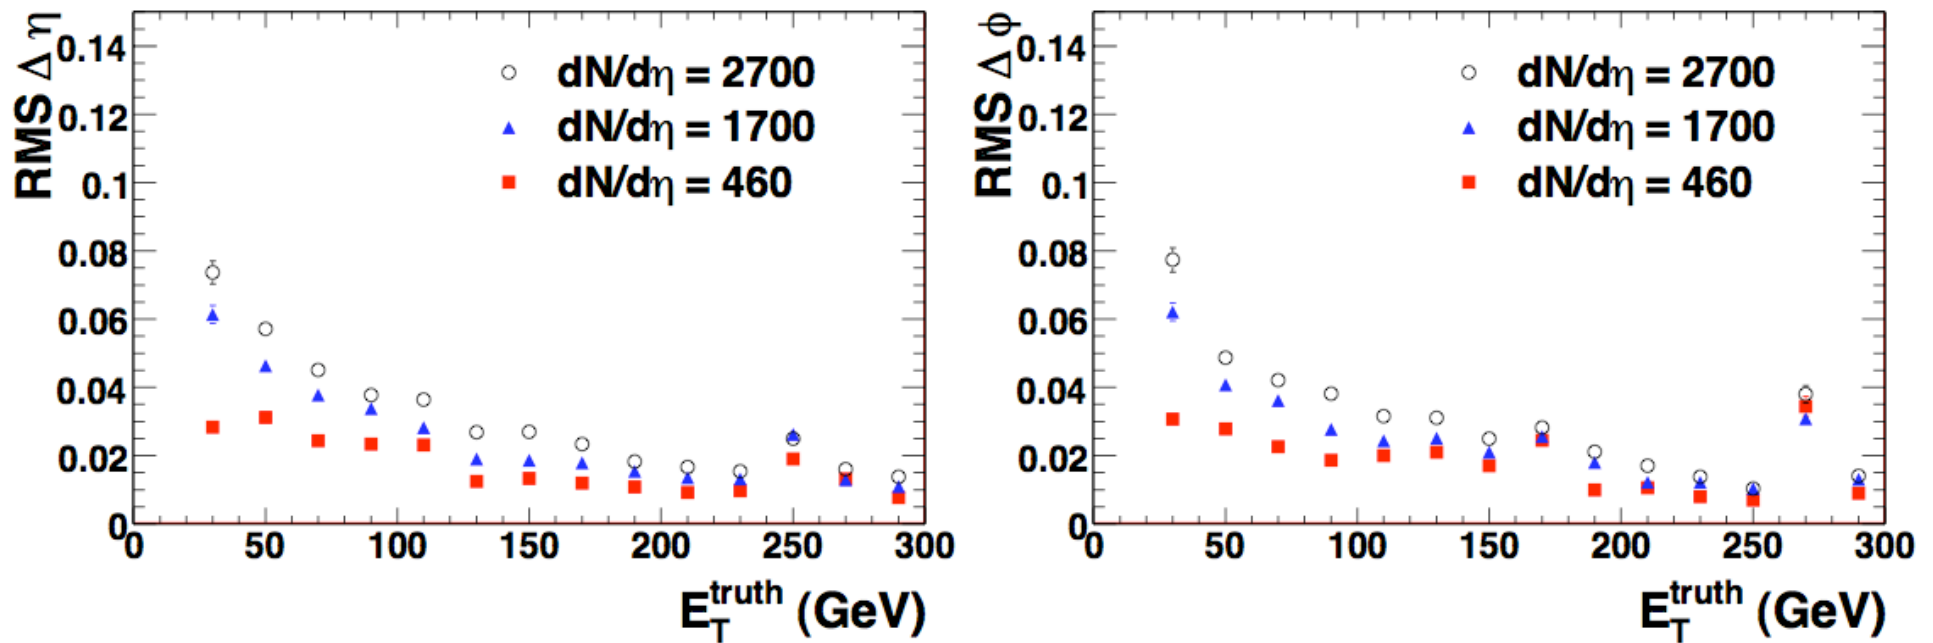 RMS Δ η
0.14
0.12
0.1
0.08
0.06
0.04
0.02
0
dN/dη = 2700
dN/dη = 1700
dN/dη = 460
0 50 100 150 200 250 300
E_T^truth (GeV)
RMS Δ ϕ
0.14
0.12
0.1
0.08
0.06
0.04
0.02
0
dN/dη = 2700
dN/dη = 1700
dN/dη = 460
0 50 100 150 200 250 300
E_T^truth (GeV)